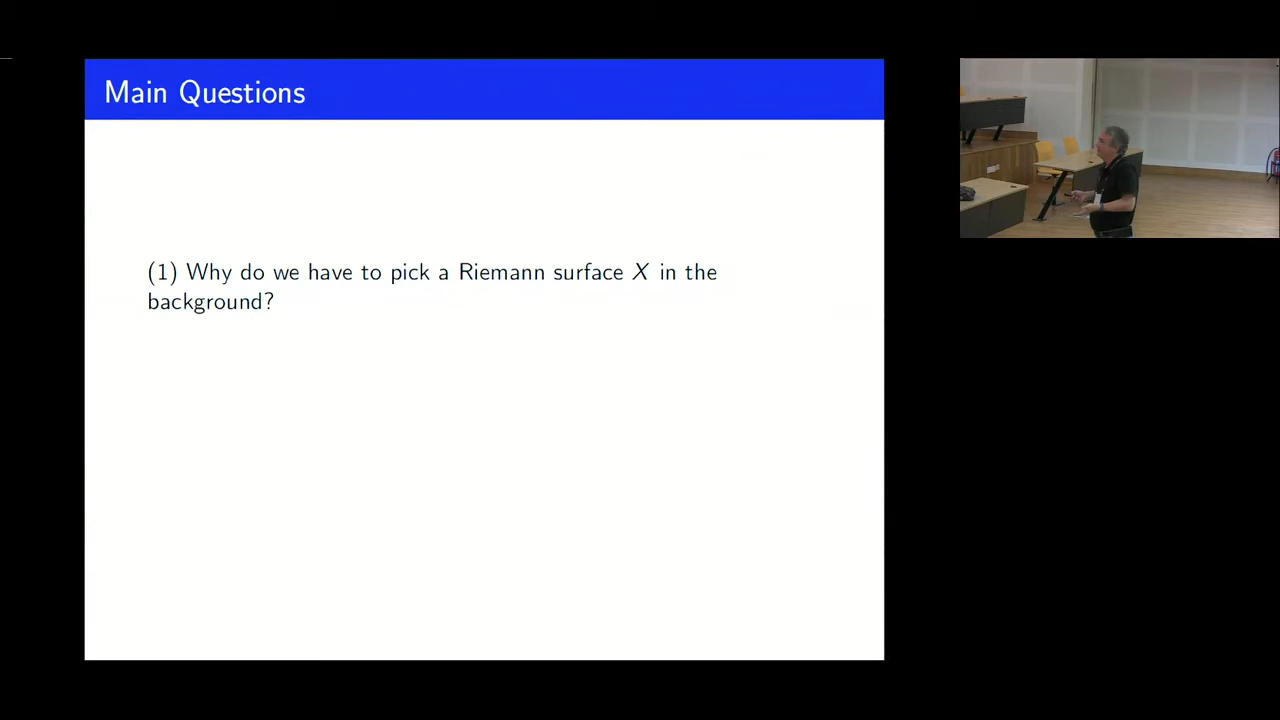 Main Questions
(1) Why do we have to pick a Riemann surface X in the
background?